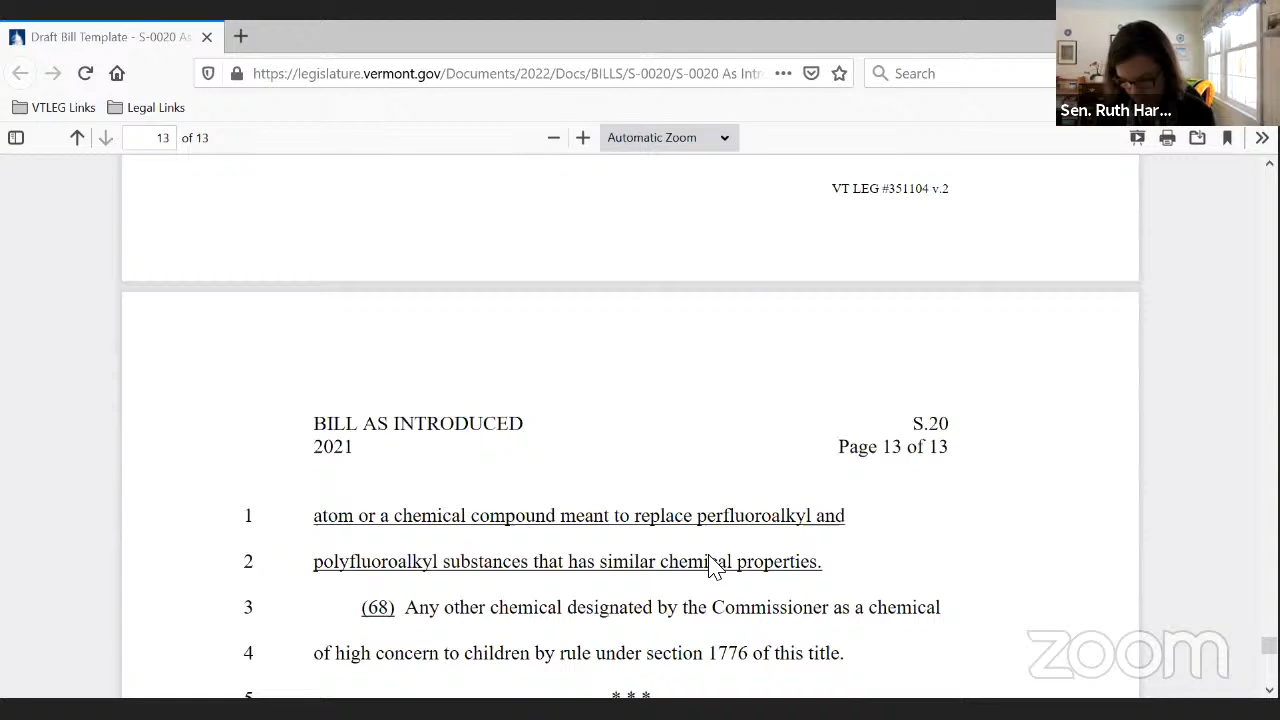 Draft Bill Template - S-0020 As
https://legislature.vermont.gov/Documents/2022/Docs/BILLS/S-0020/S-0020 As Intr
Search
VTLEG Links
Legal Links
Sen. Ruth Har...
13 of 13
Automatic Zoom
VT LEG #351104 v.2
BILL AS INTRODUCED S.20
2021 Page 13 of 13
1 atom or a chemical compound meant to replace perfluoroalkyl and
2 polyfluoroalkyl substances that has similar chemical properties.
3 (68) Any other chemical designated by the Commissioner as a chemical
4 of high concern to children by rule under section 1776 of this title.
5 * * *
zoom